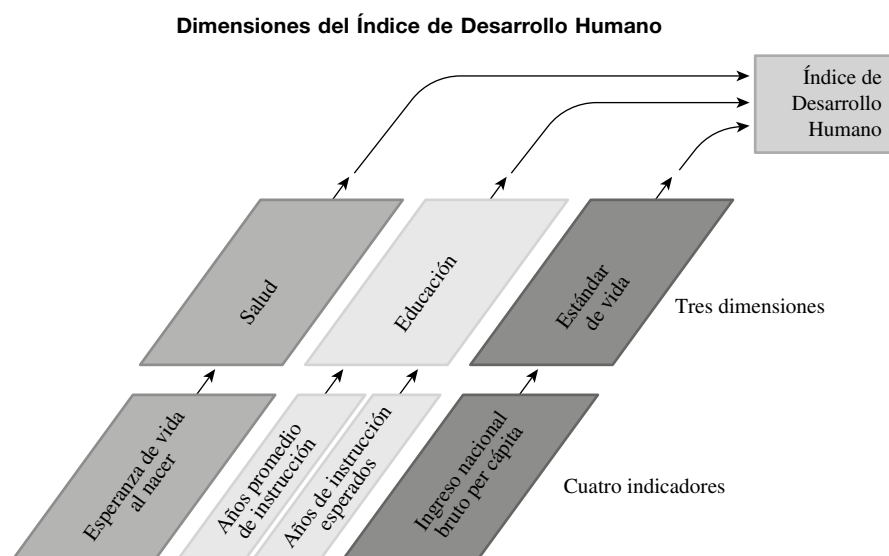 Dimensiones del Índice de Desarrollo Humano
Índice de
Desarrollo
Humano
Salud
Educación
Estándar
de vida
Tres dimensiones
Esperanza de vida
al nacer
Años promedio
de instrucción
Años de instrucción
esperados
Ingreso nacional
bruto per cápita
Cuatro indicadores